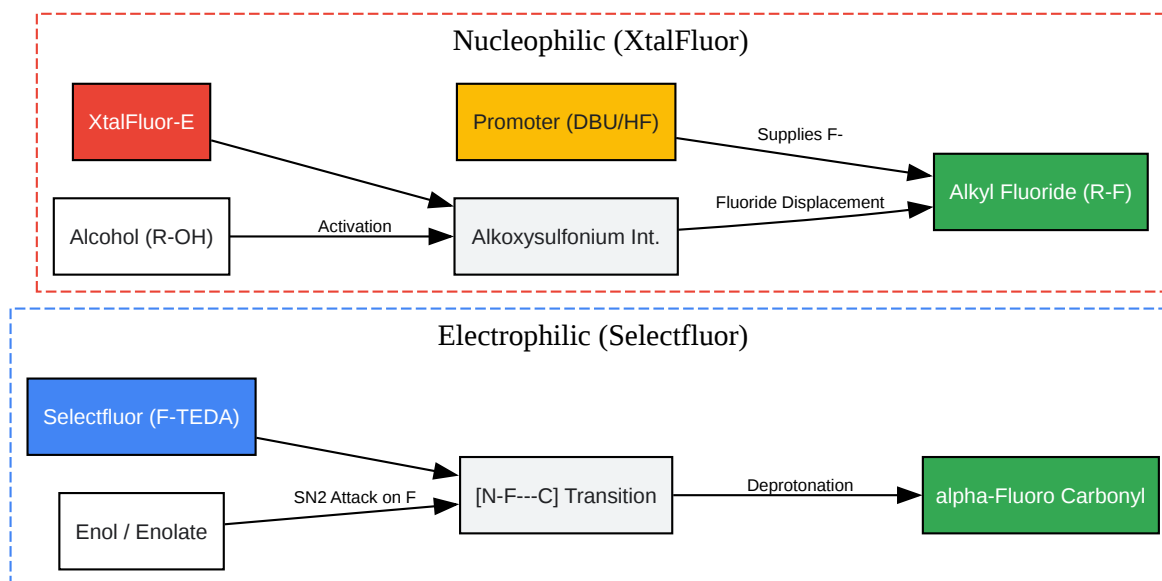 Nucleophilic (XtalFluor)
XtalFluor-E
Promoter (DBU/HF)
Supplies F-
Alkyl Fluoride (R-F)
Alcohol (R-OH)
Activation
Alkoxysulfonium Int.
Fluoride Displacement
Electrophilic (Selectfluor)
Selectfluor (F-TEDA)
Enol / Enolate
SN2 Attack on F
[N-F---C] Transition
Deprotonation
alpha-Fluoro Carbonyl